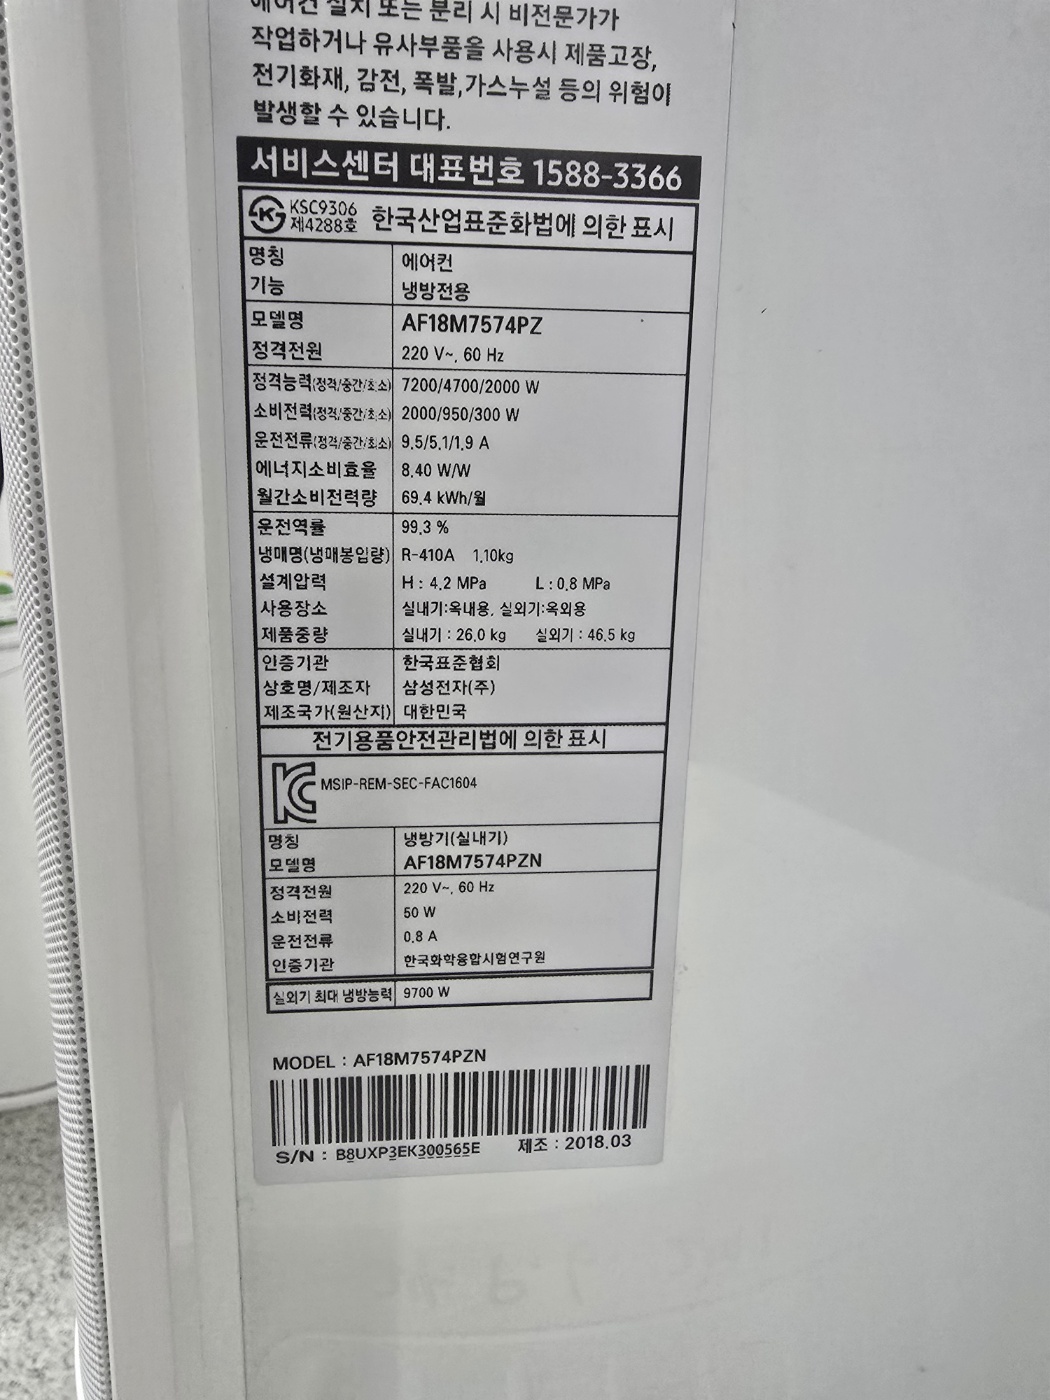 에어컨 설치 또는 분리 시 비전문가가
작업하거나 유사부품을 사용시 제품고장,
전기화재, 감전, 폭발,가스누설 등의 위험이
발생할 수 있습니다.
서비스센터 대표번호 1588-3366
KSC9306
제4288호
한국산업표준화법에 의한 표시
명칭 에어컨
기능 냉방전용
모델명 AF18M7574PZ
정격전원 220 V~, 60 Hz
정격능력(정격/중간/최소) 7200/4700/2000 W
소비전력(정격/중간/최소) 2000/950/300 W
운전전류(정격/중간/최소) 9.5/5.1/1.9 A
에너지소비효율 8.40 W/W
월간소비전력량 69.4 kWh/월
운전역률 99.3 %
냉매명(냉매봉입량) R-410A 1.10kg
설계압력 H : 4.2 MPa L : 0.8 MPa
사용장소 실내기:옥내용, 실외기:옥외용
제품중량 실내기 : 26.0 kg 실외기 : 46.5 kg
인증기관 한국표준협회
상호명/제조자 삼성전자(주)
제조국가(원산지) 대한민국
전기용품안전관리법에 의한 표시
MSIP-REM-SEC-FAC1604
명칭 냉방기(실내기)
모델명 AF18M7574PZN
정격전원 220 V~, 60 Hz
소비전력 50 W
운전전류 0.8 A
인증기관 한국화학융합시험연구원
실외기 최대 냉방능력 9700 W
MODEL : AF18M7574PZN
S/N : B8UXP3EK300565E 제조 : 2018.03